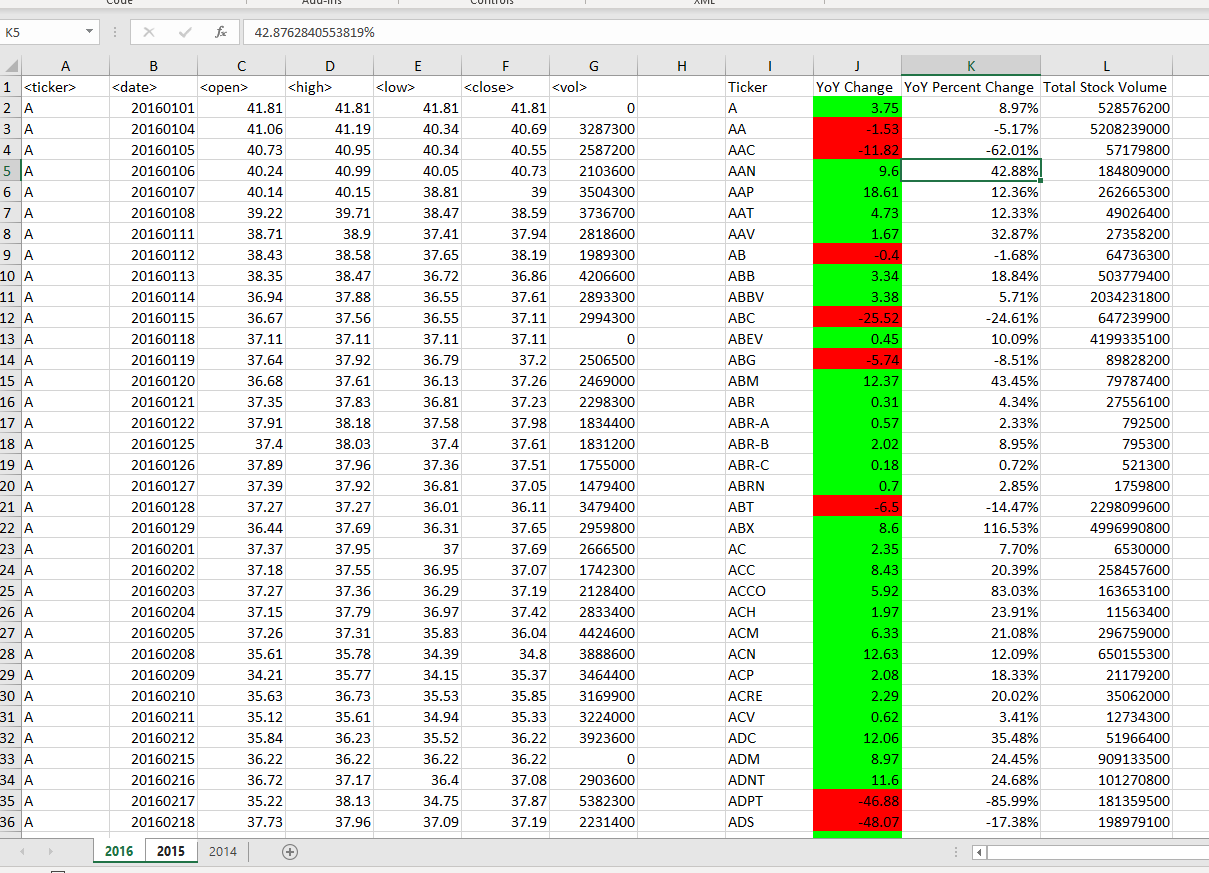 Code Add-ins Controls XML
K5 fx 42.8762840553819%
A B C D E F G H I J K L
1 <ticker> <date> <open> <high> <low> <close> <vol> Ticker YoY Change YoY Percent Change Total Stock Volume
2 A 20160101 41.81 41.81 41.81 41.81 0 A 3.75 8.97% 528576200
3 A 20160104 41.06 41.19 40.34 40.69 3287300 AA -1.53 -5.17% 5208239000
4 A 20160105 40.73 40.95 40.34 40.55 2587200 AAC -11.82 -62.01% 57179800
5 A 20160106 40.24 40.99 40.05 40.73 2103600 AAN 9.6 42.88% 184809000
6 A 20160107 40.14 40.15 38.81 39 3504300 AAP 18.61 12.36% 262665300
7 A 20160108 39.22 39.71 38.47 38.59 3736700 AAT 4.73 12.33% 49026400
8 A 20160111 38.71 38.9 37.41 37.94 2818600 AAV 1.67 32.87% 27358200
9 A 20160112 38.43 38.58 37.65 38.19 1989300 AB -0.4 -1.68% 64736300
10 A 20160113 38.35 38.47 36.72 36.86 4206600 ABB 3.34 18.84% 503779400
11 A 20160114 36.94 37.88 36.55 37.61 2893300 ABBV 3.38 5.71% 2034231800
12 A 20160115 36.67 37.56 36.55 37.11 2994300 ABC -25.52 -24.61% 647239900
13 A 20160118 37.11 37.11 37.11 37.11 0 ABEV 0.45 10.09% 4199335100
14 A 20160119 37.64 37.92 36.79 37.2 2506500 ABG -5.74 -8.51% 89828200
15 A 20160120 36.68 37.61 36.13 37.26 2469000 ABM 12.37 43.45% 79787400
16 A 20160121 37.35 37.83 36.81 37.23 2298300 ABR 0.31 4.34% 27556100
17 A 20160122 37.91 38.18 37.58 37.98 1834400 ABR-A 0.57 2.33% 792500
18 A 20160125 37.4 38.03 37.4 37.61 1831200 ABR-B 2.02 8.95% 795300
19 A 20160126 37.89 37.96 37.36 37.51 1755000 ABR-C 0.18 0.72% 521300
20 A 20160127 37.39 37.92 36.81 37.05 1479400 ABRN 0.7 2.85% 1759800
21 A 20160128 37.27 37.27 36.01 36.11 3479400 ABT -6.5 -14.47% 2298099600
22 A 20160129 36.44 37.69 36.31 37.65 2959800 ABX 8.6 116.53% 4996990800
23 A 20160201 37.37 37.95 37 37.69 2666500 AC 2.35 7.70% 6530000
24 A 20160202 37.18 37.55 36.95 37.07 1742300 ACC 8.43 20.39% 258457600
25 A 20160203 37.27 37.36 36.29 37.19 2128400 ACCO 5.92 83.03% 163653100
26 A 20160204 37.15 37.79 36.97 37.42 2833400 ACH 1.97 23.91% 11563400
27 A 20160205 37.26 37.31 35.83 36.04 4424600 ACM 6.33 21.08% 296759000
28 A 20160208 35.61 35.78 34.39 34.8 3888600 ACN 12.63 12.09% 650155300
29 A 20160209 34.21 35.77 34.15 35.37 3464400 ACP 2.08 18.33% 21179200
30 A 20160210 35.63 36.73 35.53 35.85 3169900 ACRE 2.29 20.02% 35062000
31 A 20160211 35.12 35.61 34.94 35.33 3224000 ACV 0.62 3.41% 12734300
32 A 20160212 35.84 36.23 35.52 36.22 3923600 ADC 12.06 35.48% 51966400
33 A 20160215 36.22 36.22 36.22 36.22 0 ADM 8.97 24.45% 909133500
34 A 20160216 36.72 37.17 36.4 37.08 2903600 ADNT 11.6 24.68% 101270800
35 A 20160217 35.22 38.13 34.75 37.87 5382300 ADPT -46.88 -85.99% 181359500
36 A 20160218 37.73 37.96 37.09 37.19 2231400 ADS -48.07 -17.38% 198979100
2016 2015 2014